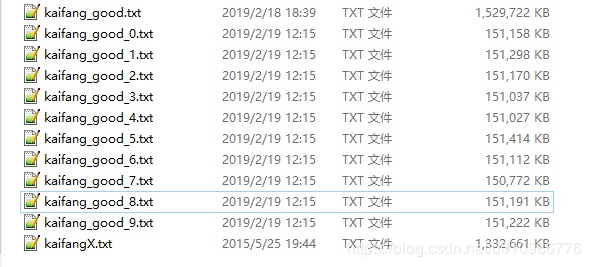 kaifang_good.txt 2019/2/18 18:39 TXT 文件 1,529,722 KB
kaifang_good_0.txt 2019/2/19 12:15 TXT 文件 151,158 KB
kaifang_good_1.txt 2019/2/19 12:15 TXT 文件 151,298 KB
kaifang_good_2.txt 2019/2/19 12:15 TXT 文件 151,170 KB
kaifang_good_3.txt 2019/2/19 12:15 TXT 文件 151,037 KB
kaifang_good_4.txt 2019/2/19 12:15 TXT 文件 151,027 KB
kaifang_good_5.txt 2019/2/19 12:15 TXT 文件 151,414 KB
kaifang_good_6.txt 2019/2/19 12:15 TXT 文件 151,112 KB
kaifang_good_7.txt 2019/2/19 12:15 TXT 文件 150,772 KB
kaifang_good_8.txt 2019/2/19 12:15 TXT 文件 151,191 KB
kaifang_good_9.txt 2019/2/19 12:15 TXT 文件 151,222 KB
kaifangX.txt 2015/5/25 19:44 TXT 文件 1,332,661 KB